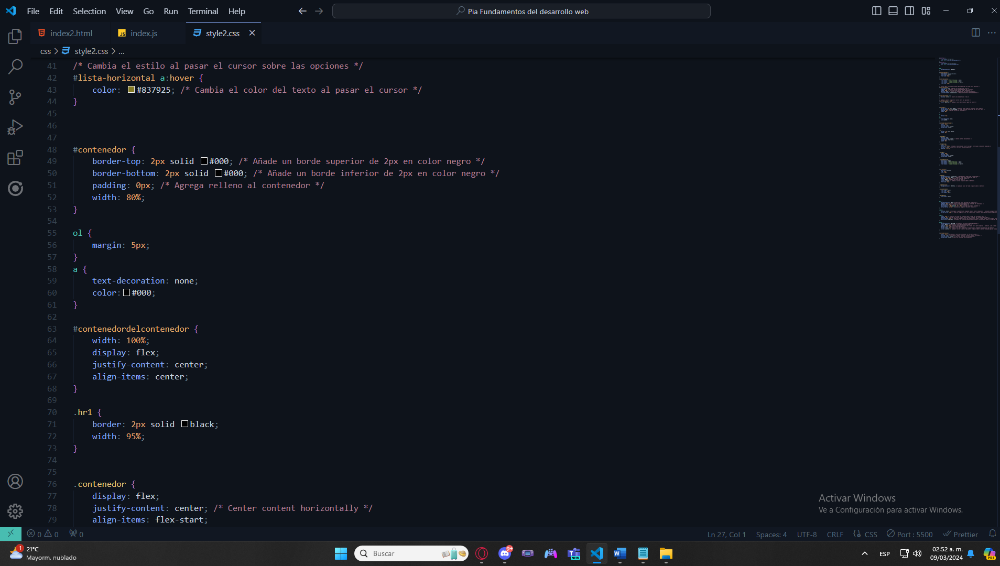 File Edit Selection View Go Run Terminal Help
Pia Fundamentos del desarrollo web
index2.html
JS index.js
style2.css
css > style2.css > ...
41 /* Cambia el estilo al pasar el cursor sobre las opciones */
42 #lista-horizontal a:hover {
43 color: #837925; /* Cambia el color del texto al pasar el cursor */
44 }
45
46
47
48 #contenedor {
49 border-top: 2px solid #000; /* Añade un borde superior de 2px en color negro */
50 border-bottom: 2px solid #000; /* Añade un borde inferior de 2px en color negro */
51 padding: 0px; /* Agrega relleno al contenedor */
52 width: 80%;
53 }
54
55 ol {
56 margin: 5px;
57 }
58 a {
59 text-decoration: none;
60 color: #000;
61 }
62
63 #contenedordelcontenedor {
64 width: 100%;
65 display: flex;
66 justify-content: center;
67 align-items: center;
68 }
69
70 .hr1 {
71 border: 2px solid black;
72 width: 95%;
73 }
74
75
76 .contenedor {
77 display: flex;
78 justify-content: center; /* Center content horizontally */
79 align-items: flex-start;
Activar Windows
Ve a Configuración para activar Windows.
0 0 0
Ln 27, Col 1 Spaces: 4 UTF-8 CRLF CSS Port : 5500 Prettier
1 21°C
Mayorm. nublado
Buscar
9+
NEW
ESP
02:52 a. m.
09/03/2024
PRE